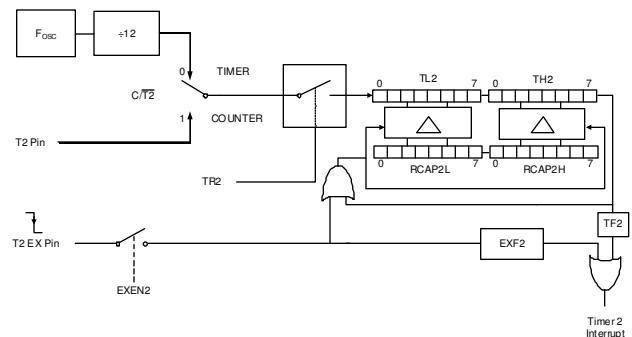 FOSC
÷12
0
TIMER
C/T2
1
COUNTER
T2 Pin
TR2
0
TL2
7
0
TH2
7
0
RCAP2L
7
0
RCAP2H
7
TF2
T2 EX Pin
EXEN2
EXF2
Timer 2
Interrupt